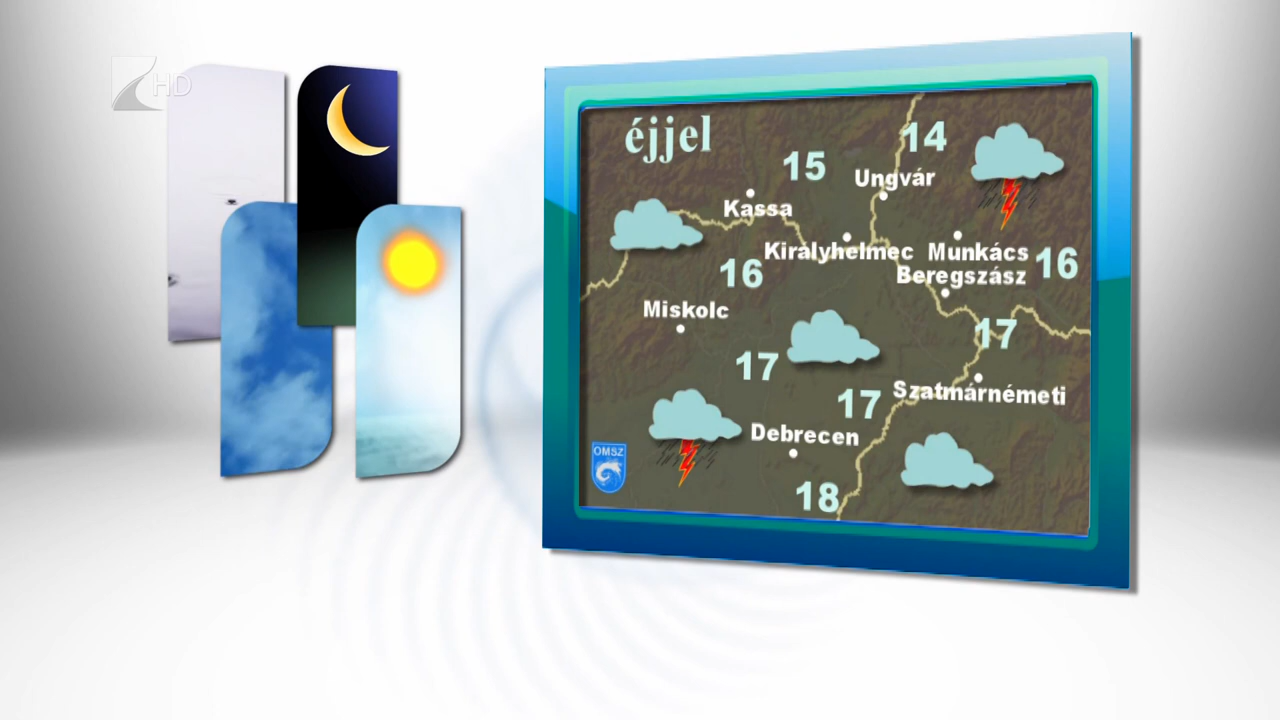 HD
éjjel
14
15
Ungvár
Kassa
Királyhelmec
Munkács
16
16
Beregszász
Miskolc
17
17
17
Szatmárnémeti
Debrecen
OMSZ
18